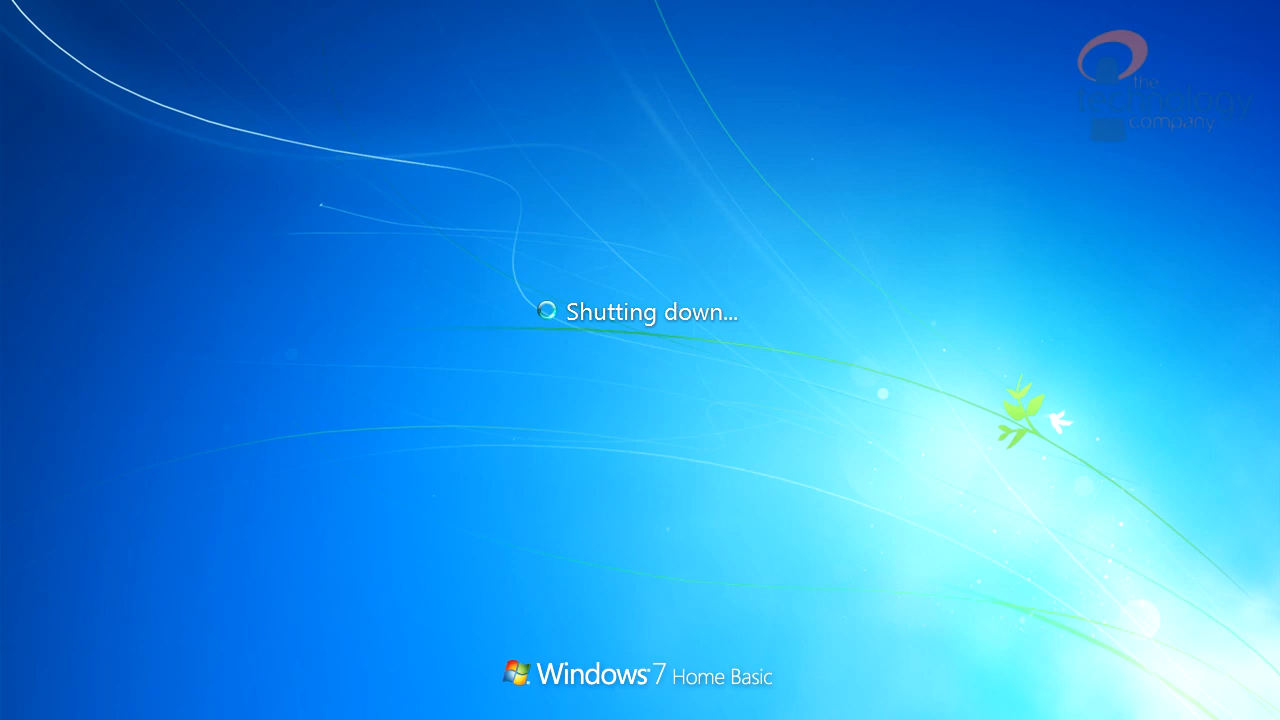 the
technology
company
Shutting down...
Windows 7 Home Basic